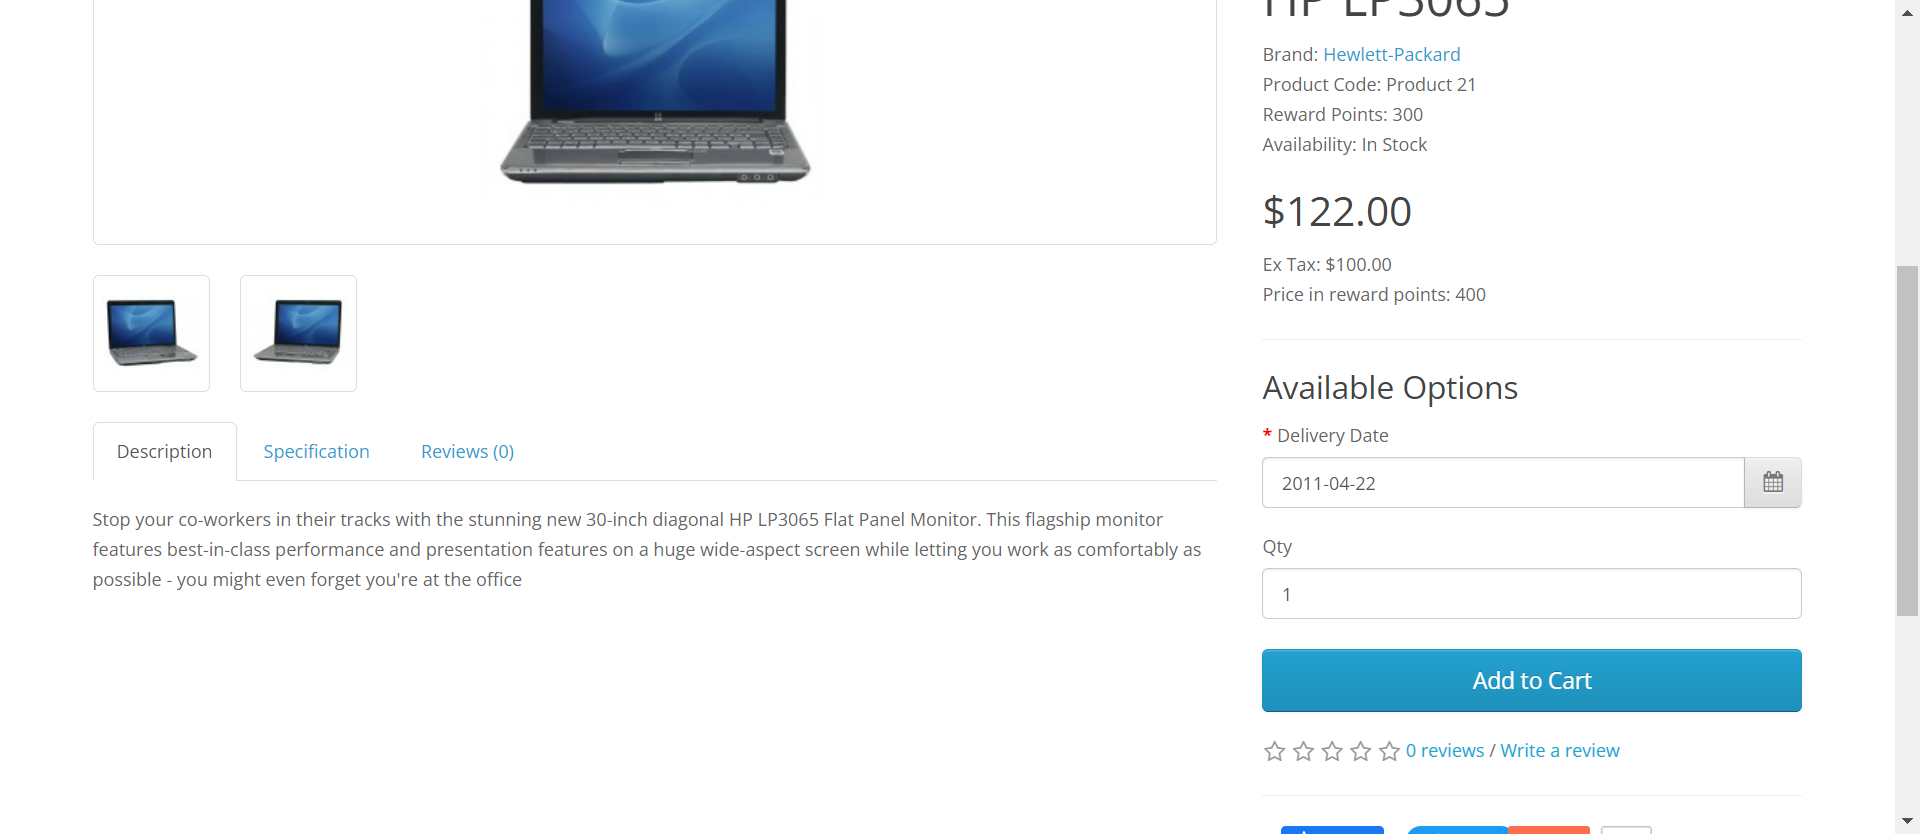 HP LP3065
Brand: Hewlett-Packard
Product Code: Product 21
Reward Points: 300
Availability: In Stock
$122.00
Ex Tax: $100.00
Price in reward points: 400
Available Options
* Delivery Date
2011-04-22
Qty
1
Add to Cart
0 reviews / Write a review
Description
Specification
Reviews (0)
Stop your co-workers in their tracks with the stunning new 30-inch diagonal HP LP3065 Flat Panel Monitor. This flagship monitor
features best-in-class performance and presentation features on a huge wide-aspect screen while letting you work as comfortably as
possible - you might even forget you're at the office